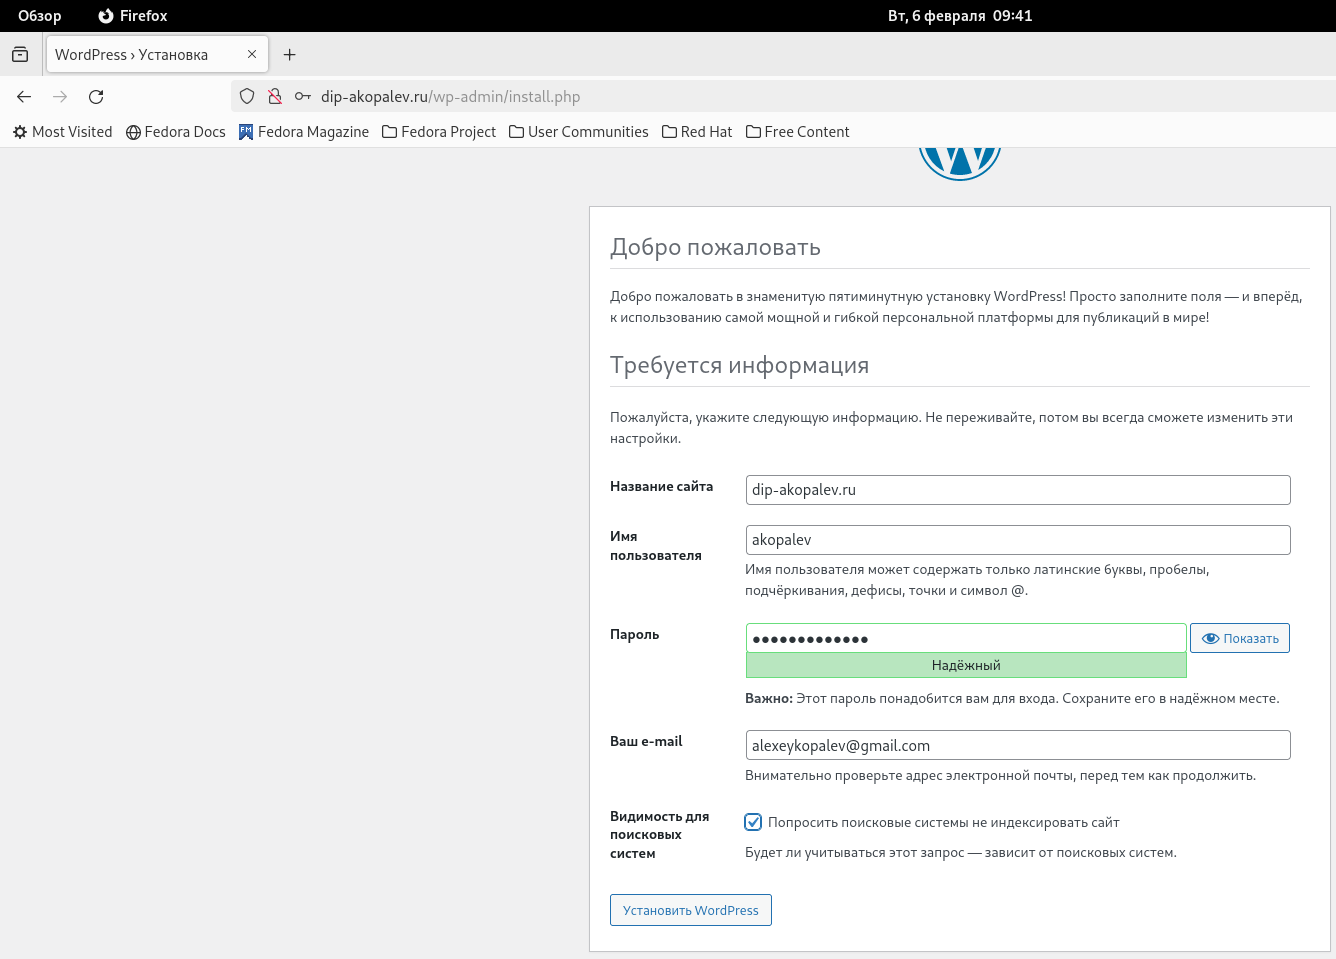 Обзор Firefox Вт, 6 февраля 09:41
WordPress › Установка
dip-akopalev.ru/wp-admin/install.php
Most Visited Fedora Docs Fedora Magazine Fedora Project User Communities Red Hat Free Content
Добро пожаловать
Добро пожаловать в знаменитую пятиминутную установку WordPress! Просто заполните поля — и вперёд,
к использованию самой мощной и гибкой персональной платформы для публикаций в мире!
Требуется информация
Пожалуйста, укажите следующую информацию. Не переживайте, потом вы всегда сможете изменить эти
настройки.
Название сайта dip-akopalev.ru
Имя
пользователя
akopalev
Имя пользователя может содержать только латинские буквы, пробелы,
подчёркивания, дефисы, точки и символ @.
Пароль ●●●●●●●●●●●●● Показать
Надёжный
Важно: Этот пароль понадобится вам для входа. Сохраните его в надёжном месте.
Ваш e-mail alexeykopalev@gmail.com
Внимательно проверьте адрес электронной почты, перед тем как продолжить.
Видимость для
поисковых
систем
Попросить поисковые системы не индексировать сайт
Будет ли учитываться этот запрос — зависит от поисковых систем.
Установить WordPress